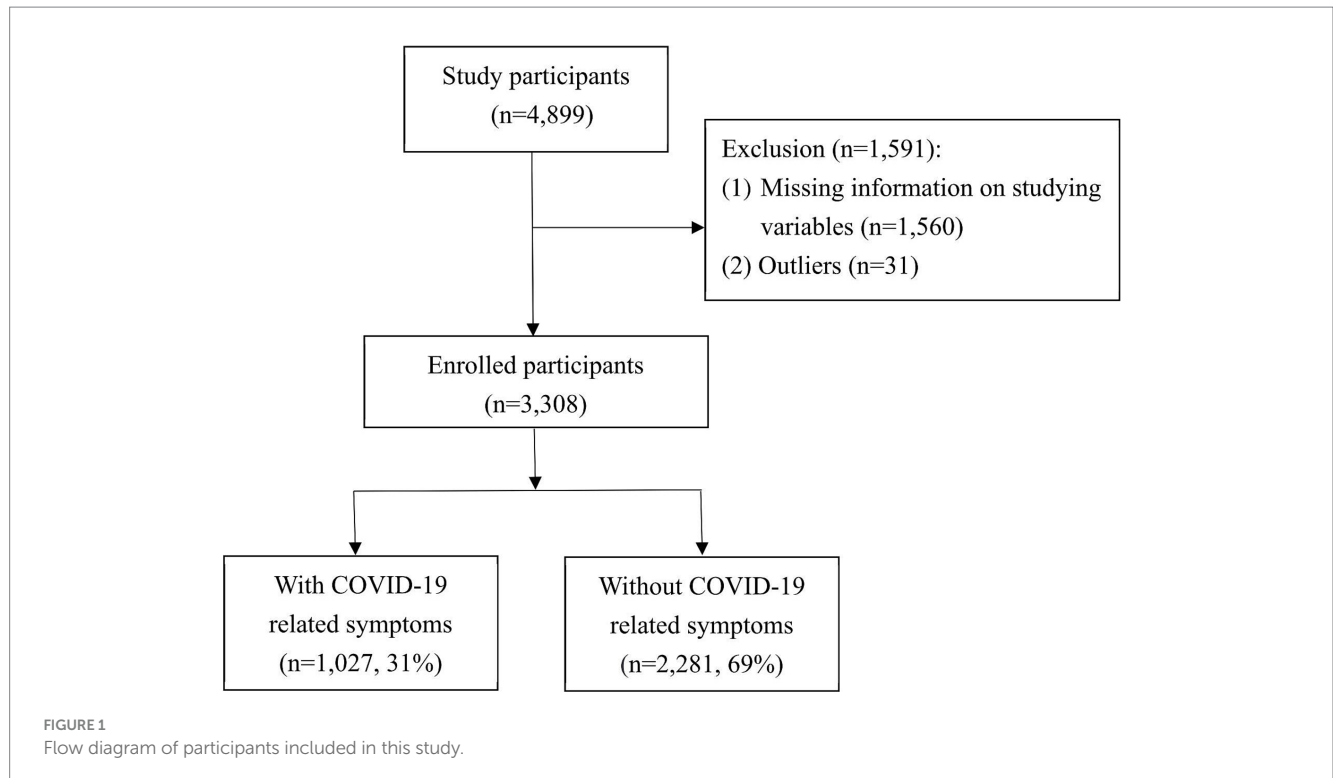 Study participants
(n=4,899)
Exclusion (n=1,591):
(1) Missing information on studying
variables (n=1,560)
(2) Outliers (n=31)
Enrolled participants
(n=3,308)
With COVID-19
related symptoms
(n=1,027, 31%)
Without COVID-19
related symptoms
(n=2,281, 69%)
FIGURE 1
Flow diagram of participants included in this study.